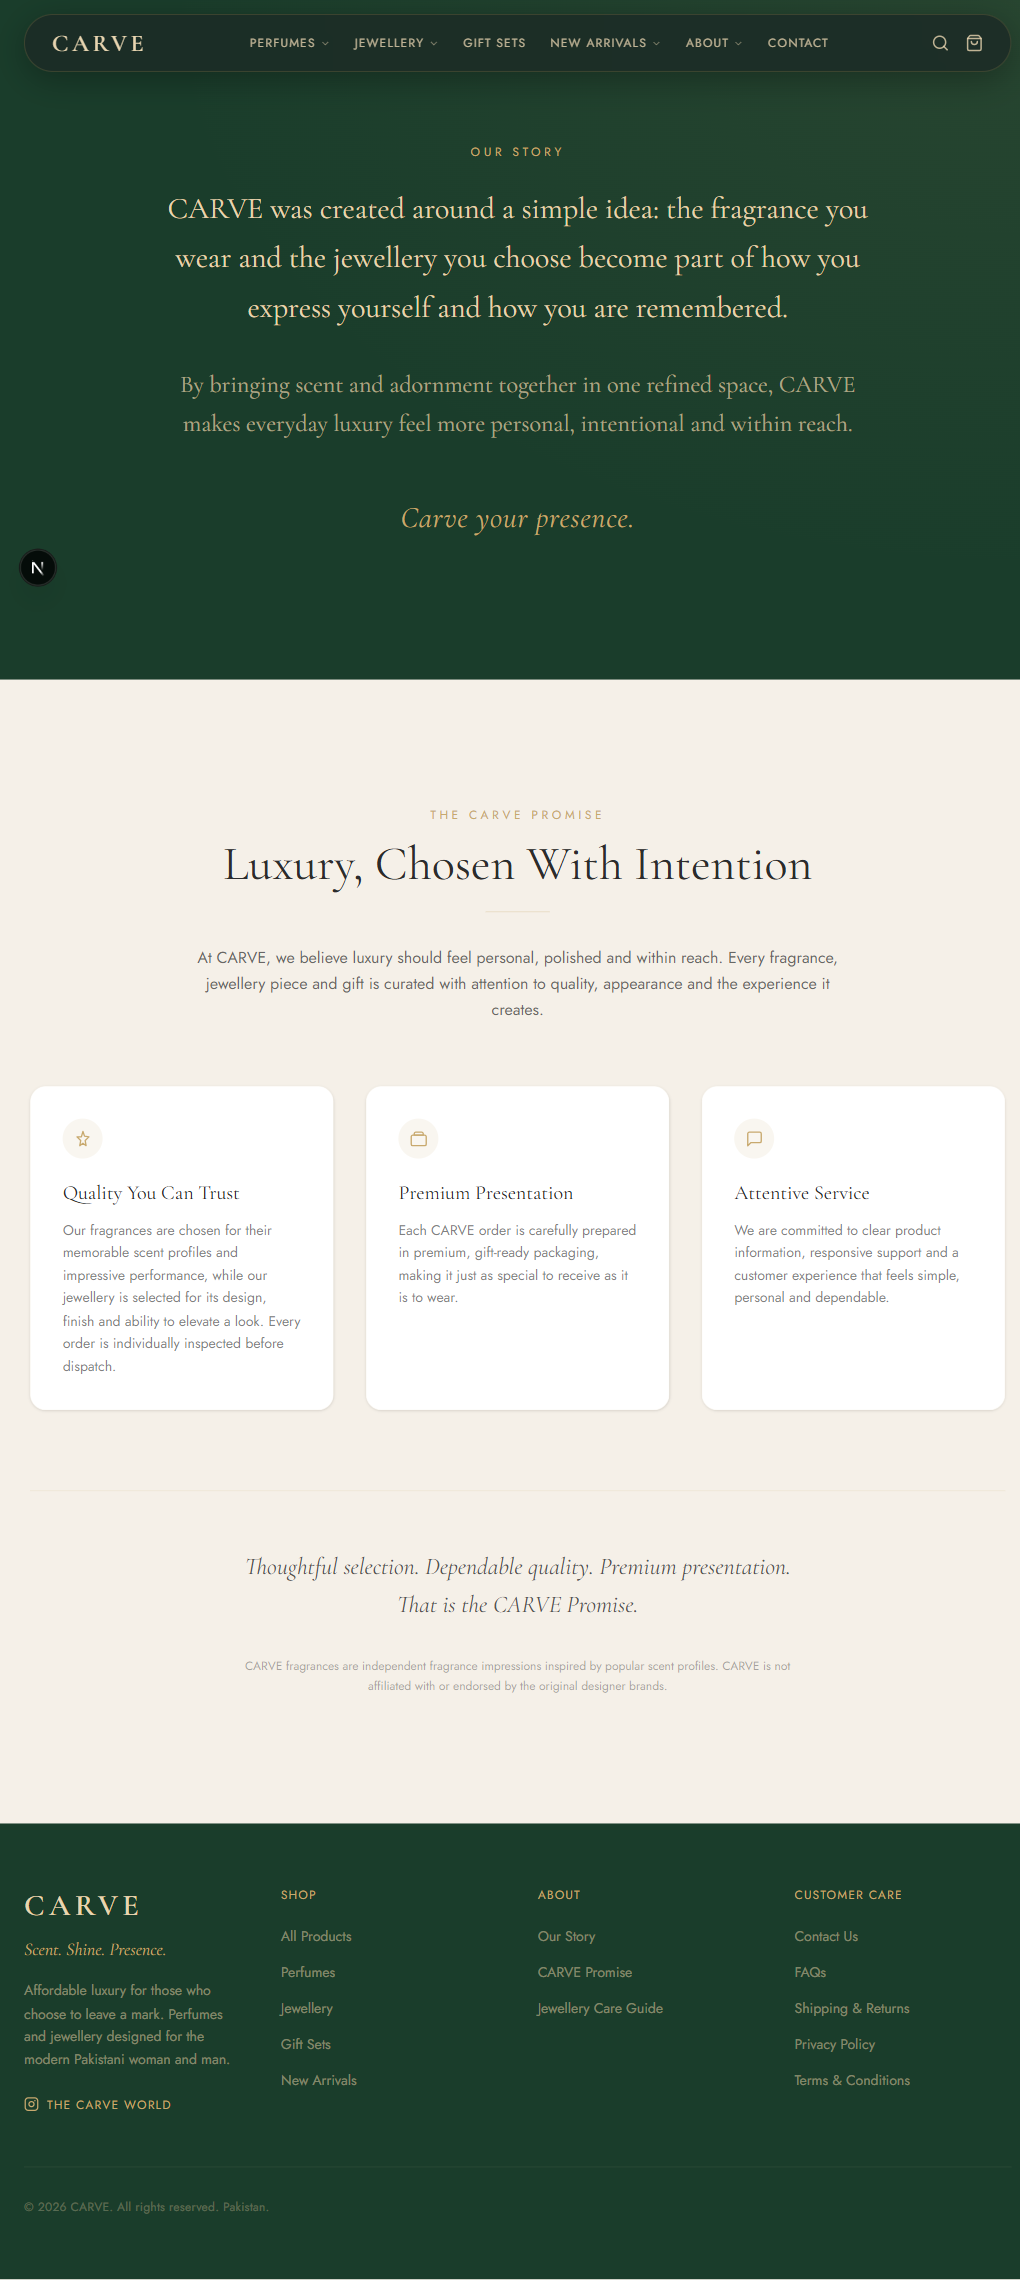 CARVE
PERFUMES
JEWELLERY
GIFT SETS
NEW ARRIVALS
ABOUT
CONTACT
OUR STORY
CARVE was created around a simple idea: the fragrance you
wear and the jewellery you choose become part of how you
express yourself and how you are remembered.
By bringing scent and adornment together in one refined space, CARVE
makes everyday luxury feel more personal, intentional and within reach.
Carve your presence.
N
THE CARVE PROMISE
Luxury, Chosen With Intention
At CARVE, we believe luxury should feel personal, polished and within reach. Every fragrance,
jewellery piece and gift is curated with attention to quality, appearance and the experience it
creates.
Quality You Can Trust
Our fragrances are chosen for their
memorable scent profiles and
impressive performance, while our
jewellery is selected for its design,
finish and ability to elevate a look. Every
order is individually inspected before
dispatch.
Premium Presentation
Each CARVE order is carefully prepared
in premium, gift-ready packaging,
making it just as special to receive as it
is to wear.
Attentive Service
We are committed to clear product
information, responsive support and a
customer experience that feels simple,
personal and dependable.
Thoughtful selection. Dependable quality. Premium presentation.
That is the CARVE Promise.
CARVE fragrances are independent fragrance impressions inspired by popular scent profiles. CARVE is not
affiliated with or endorsed by the original designer brands.
CARVE
Scent. Shine. Presence.
Affordable luxury for those who
choose to leave a mark. Perfumes
and jewellery designed for the
modern Pakistani woman and man.
THE CARVE WORLD
SHOP
All Products
Perfumes
Jewellery
Gift Sets
New Arrivals
ABOUT
Our Story
CARVE Promise
Jewellery Care Guide
CUSTOMER CARE
Contact Us
FAQs
Shipping & Returns
Privacy Policy
Terms & Conditions
© 2026 CARVE. All rights reserved. Pakistan.